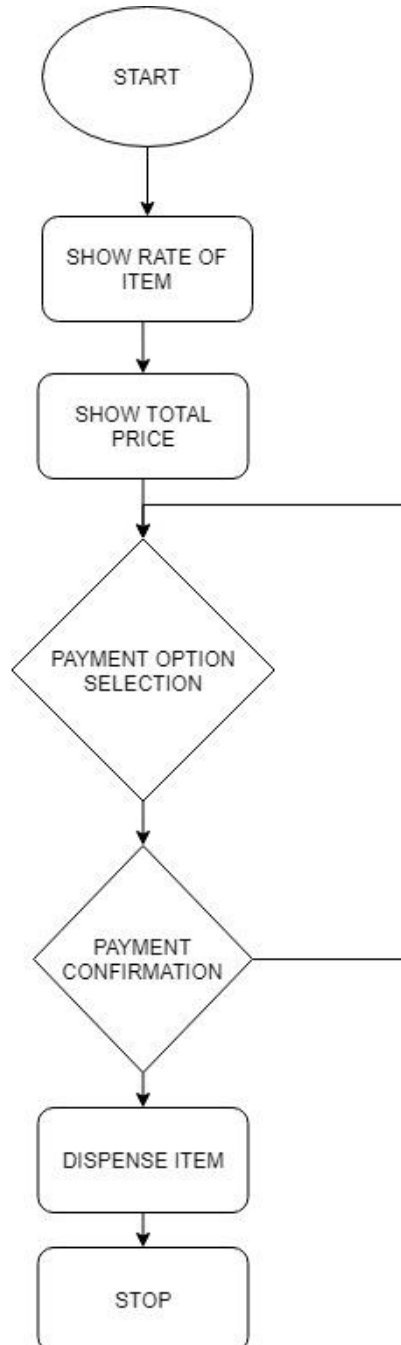 START
SHOW RATE OF
ITEM
SHOW TOTAL
PRICE
PAYMENT OPTION
SELECTION
PAYMENT
CONFIRMATION
DISPENSE ITEM
STOP